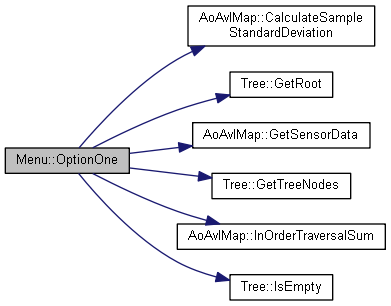 AoAvlMap::CalculateSample
StandardDeviation
Tree::GetRoot
AoAvlMap::GetSensorData
Menu::OptionOne
Tree::GetTreeNodes
AoAvlMap::InOrderTraversalSum
Tree::IsEmpty